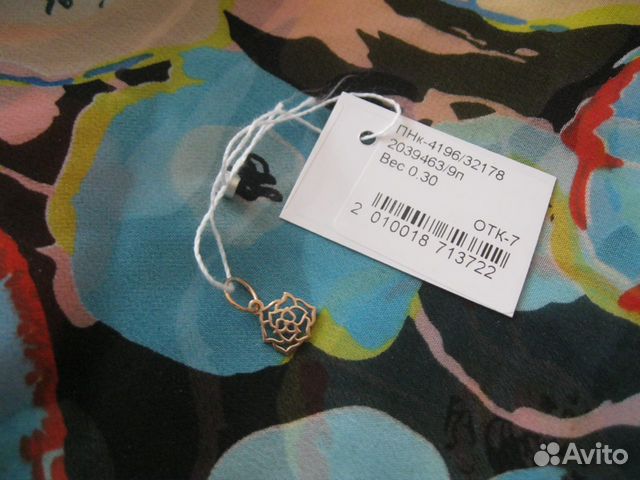 ПНк-4196/32178
2039463/9п
Вес 0.30
ОТК-7
2 010018 713722
Avito